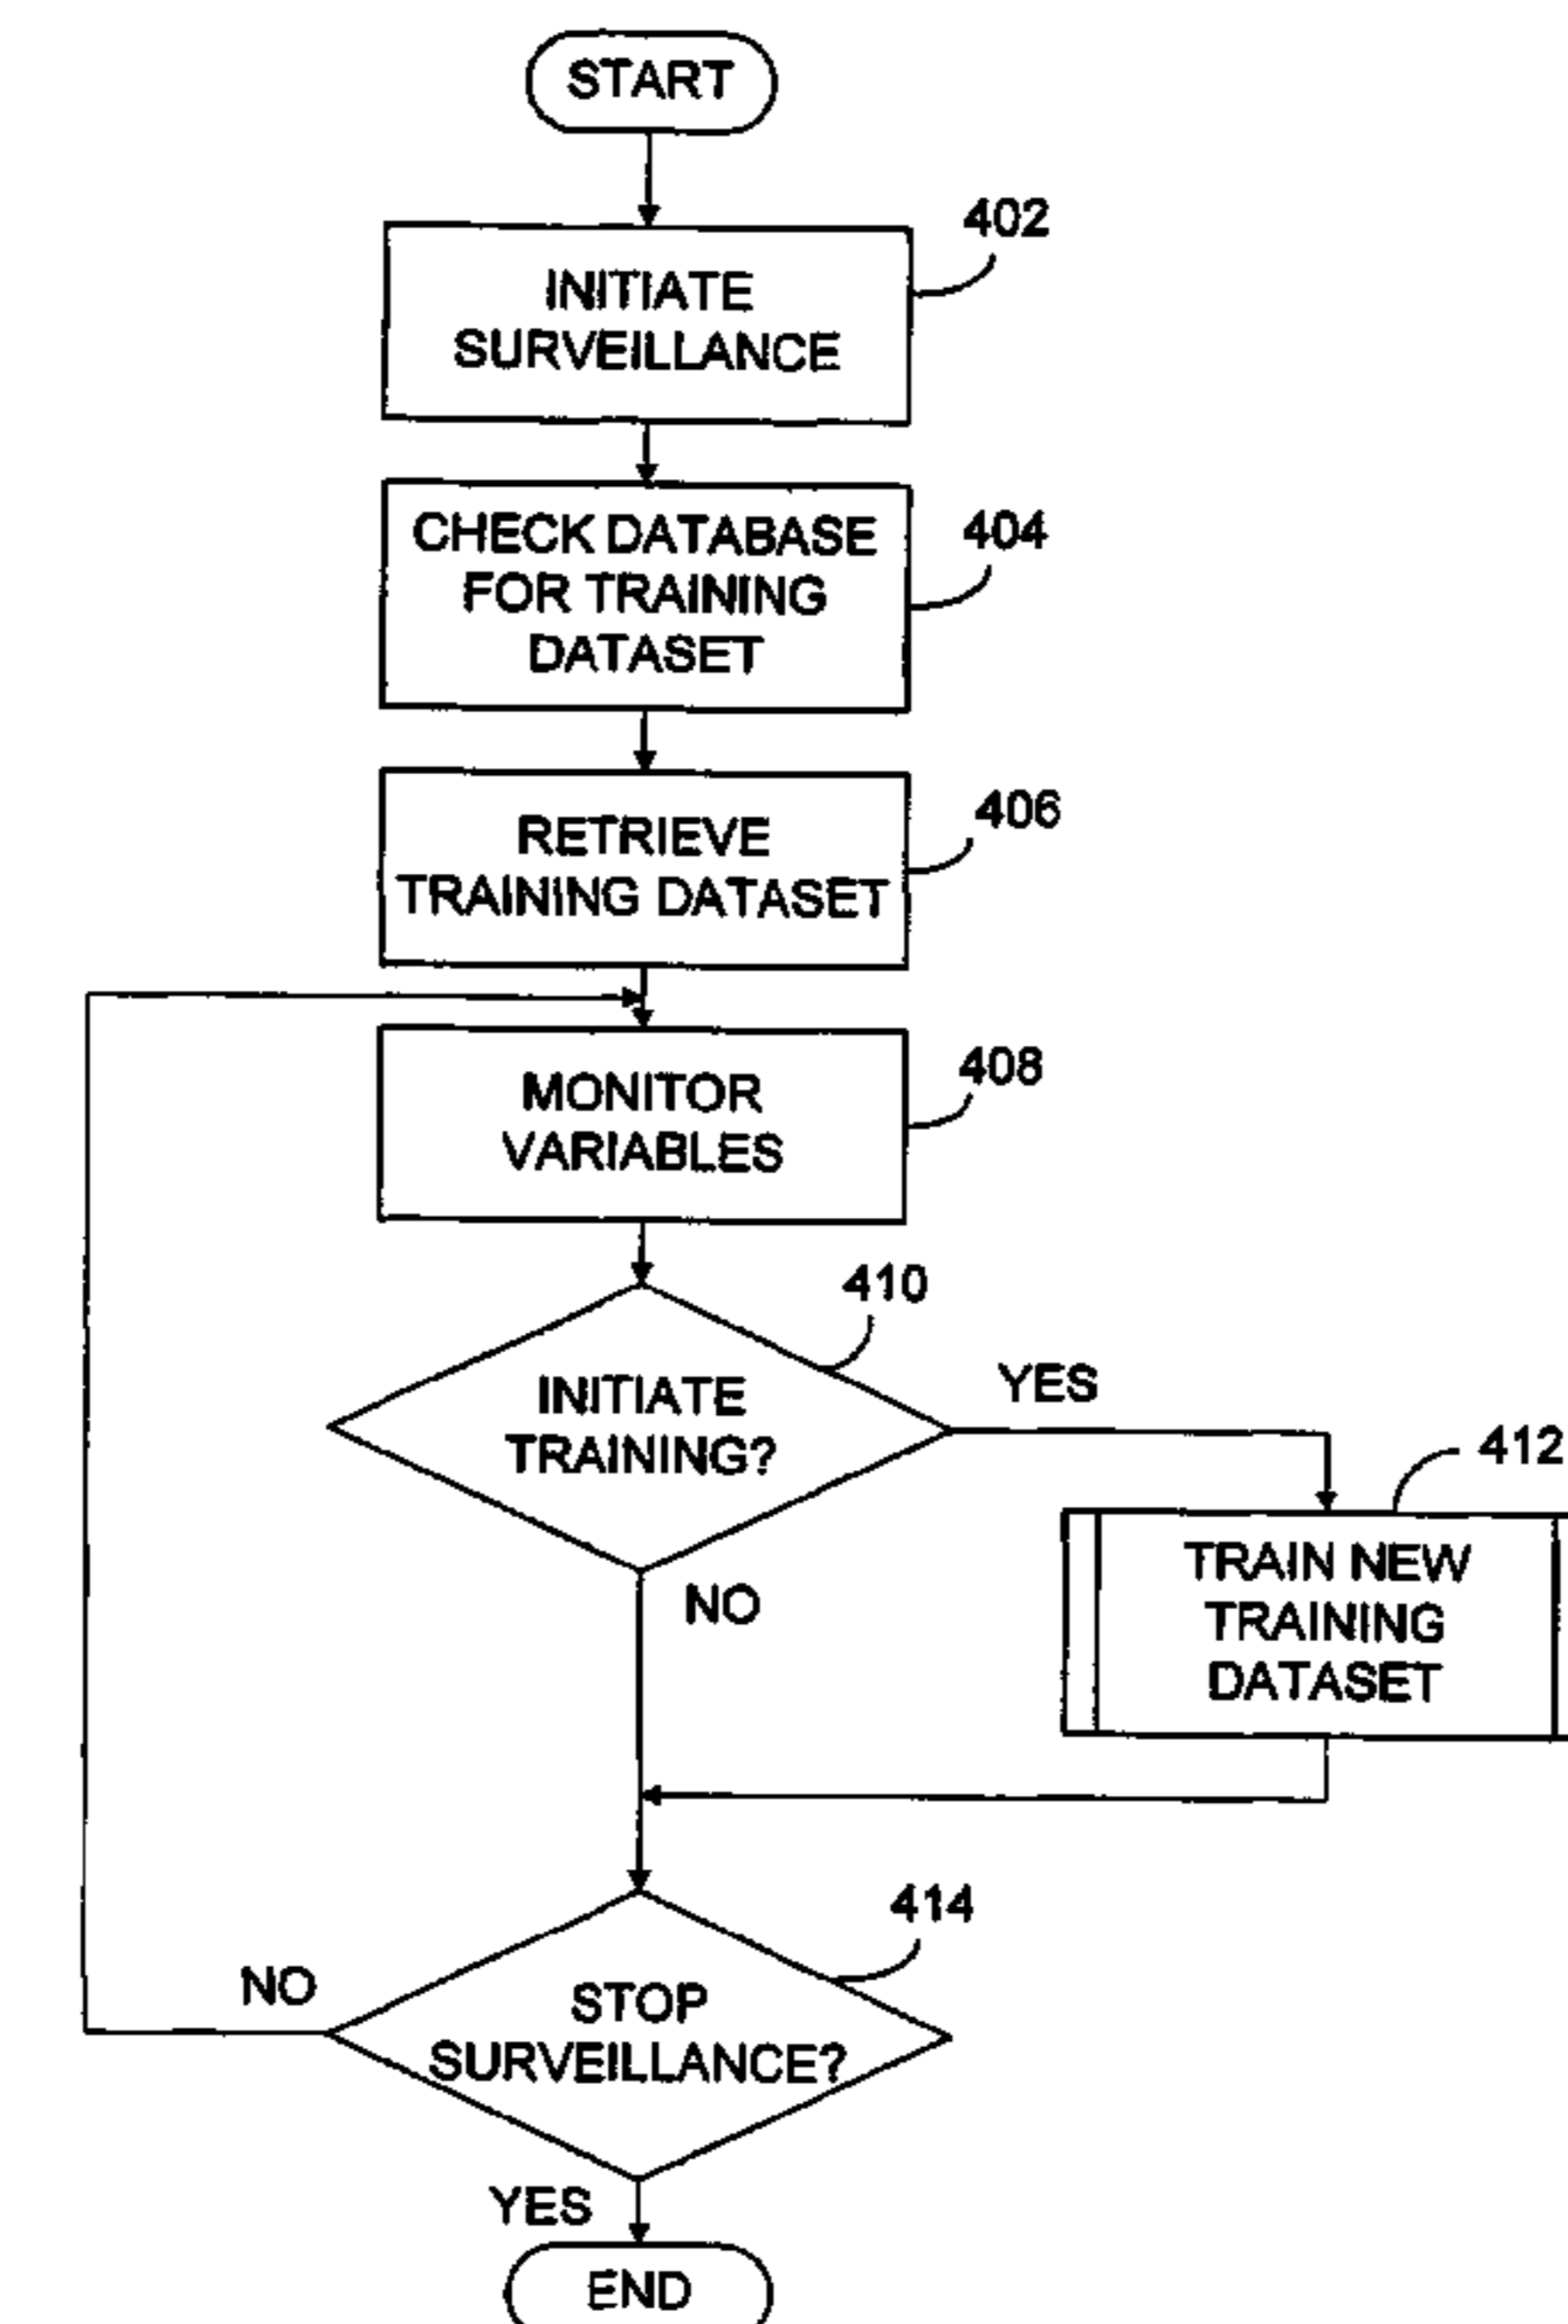 START
402
INITIATE
SURVEILLANCE
404
CHECK DATABASE
FOR TRAINING
DATASET
406
RETRIEVE
TRAINING DATASET
408
MONITOR
VARIABLES
410
INITIATE
TRAINING?
YES
412
TRAIN NEW
TRAINING
DATASET
NO
414
STOP
SURVEILLANCE?
NO
YES
END